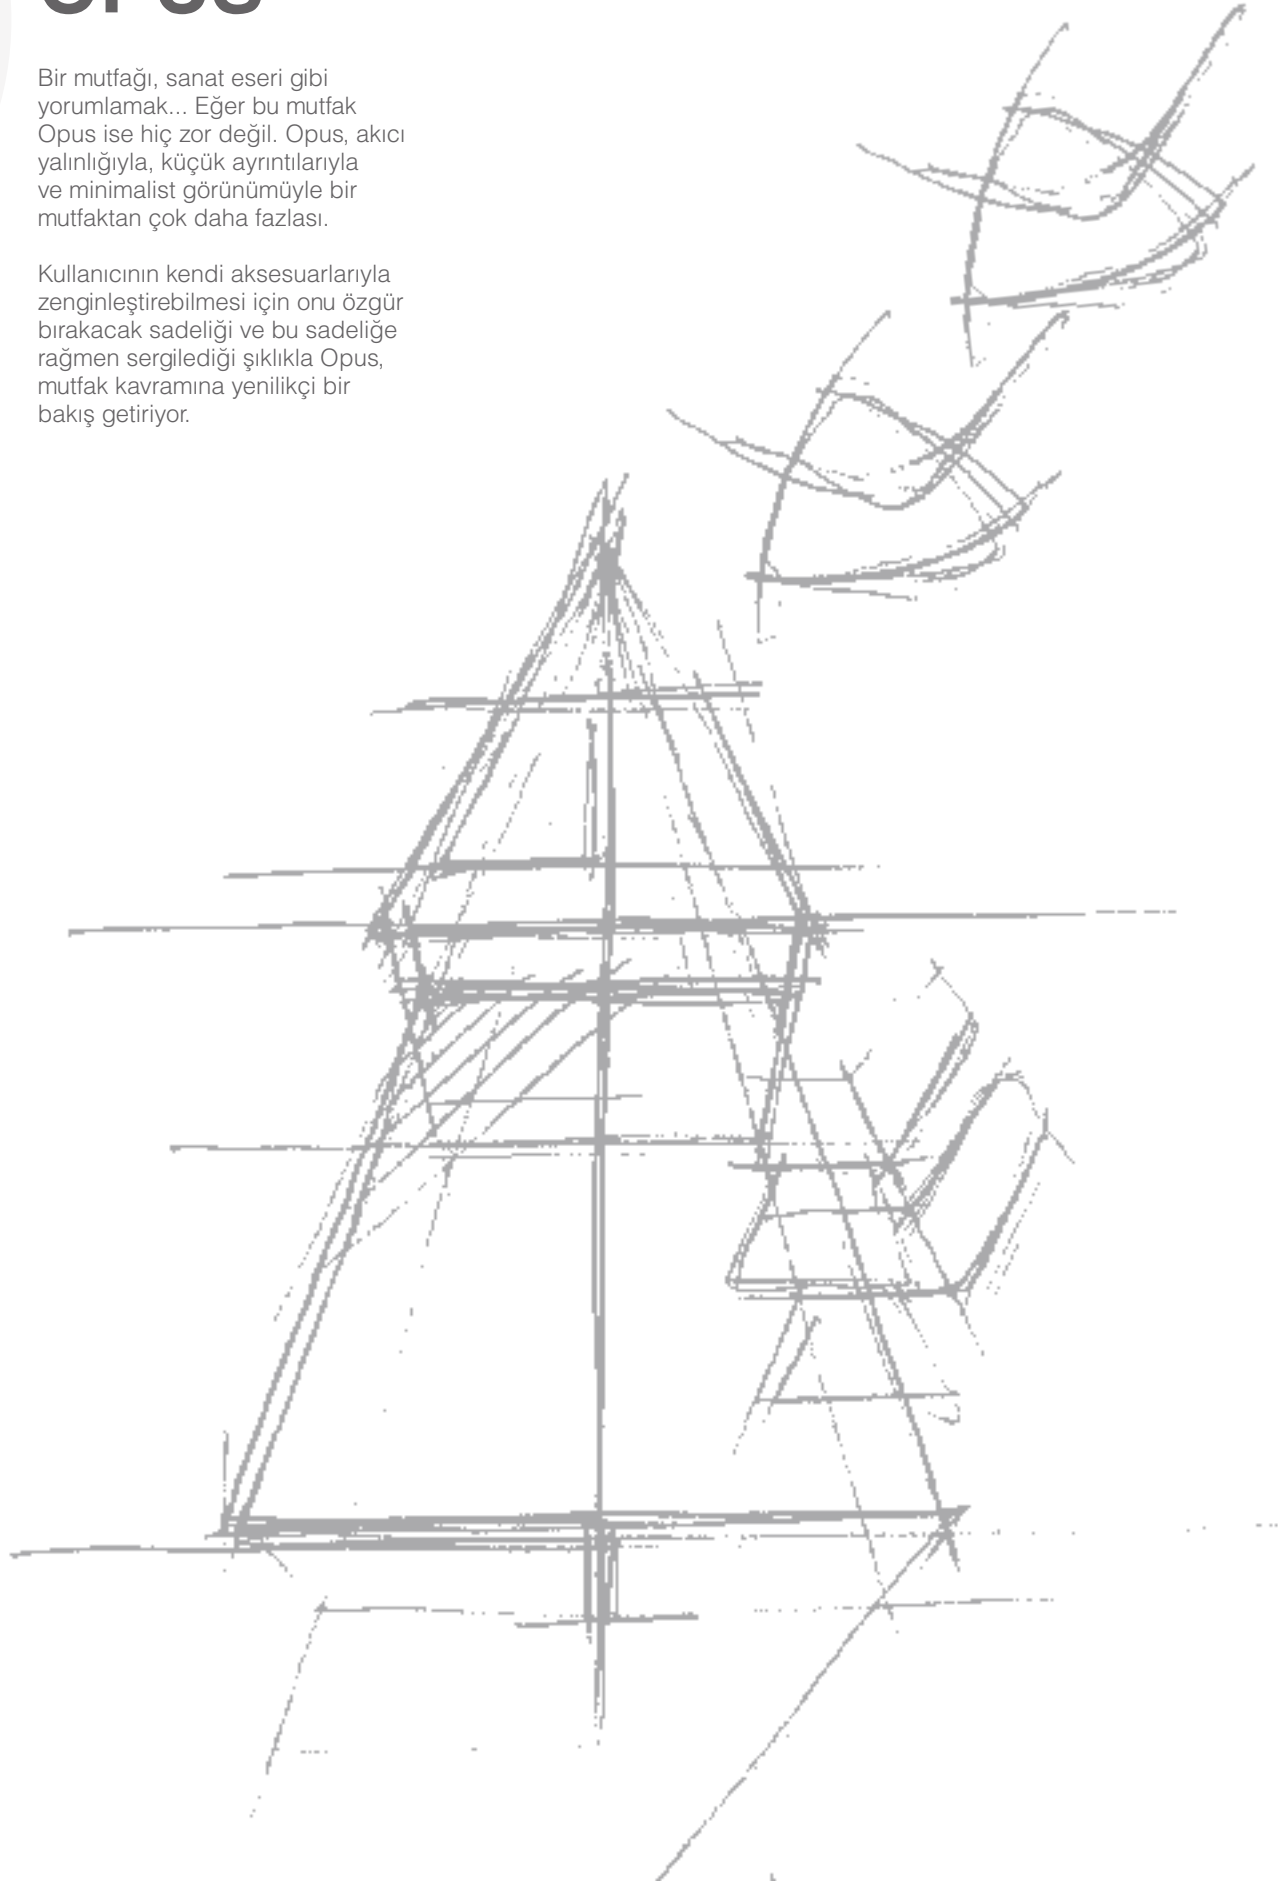 OPUS
Bir mutfağı, sanat eseri gibi
yorumlamak... Eğer bu mutfak
Opus ise hiç zor değil. Opus, akıcı
yalınlığıyla, küçük ayrıntılarıyla
ve minimalist görünümüyle bir
mutfaktan çok daha fazlası.
Kullanıcının kendi aksesuarlarıyla
zenginleştirebilmesi için onu özgür
bırakacak sadeliği ve bu sadeliğe
rağmen sergilediği şıklıkla Opus,
mutfak kavramına yenilikçi bir
bakış getiriyor.